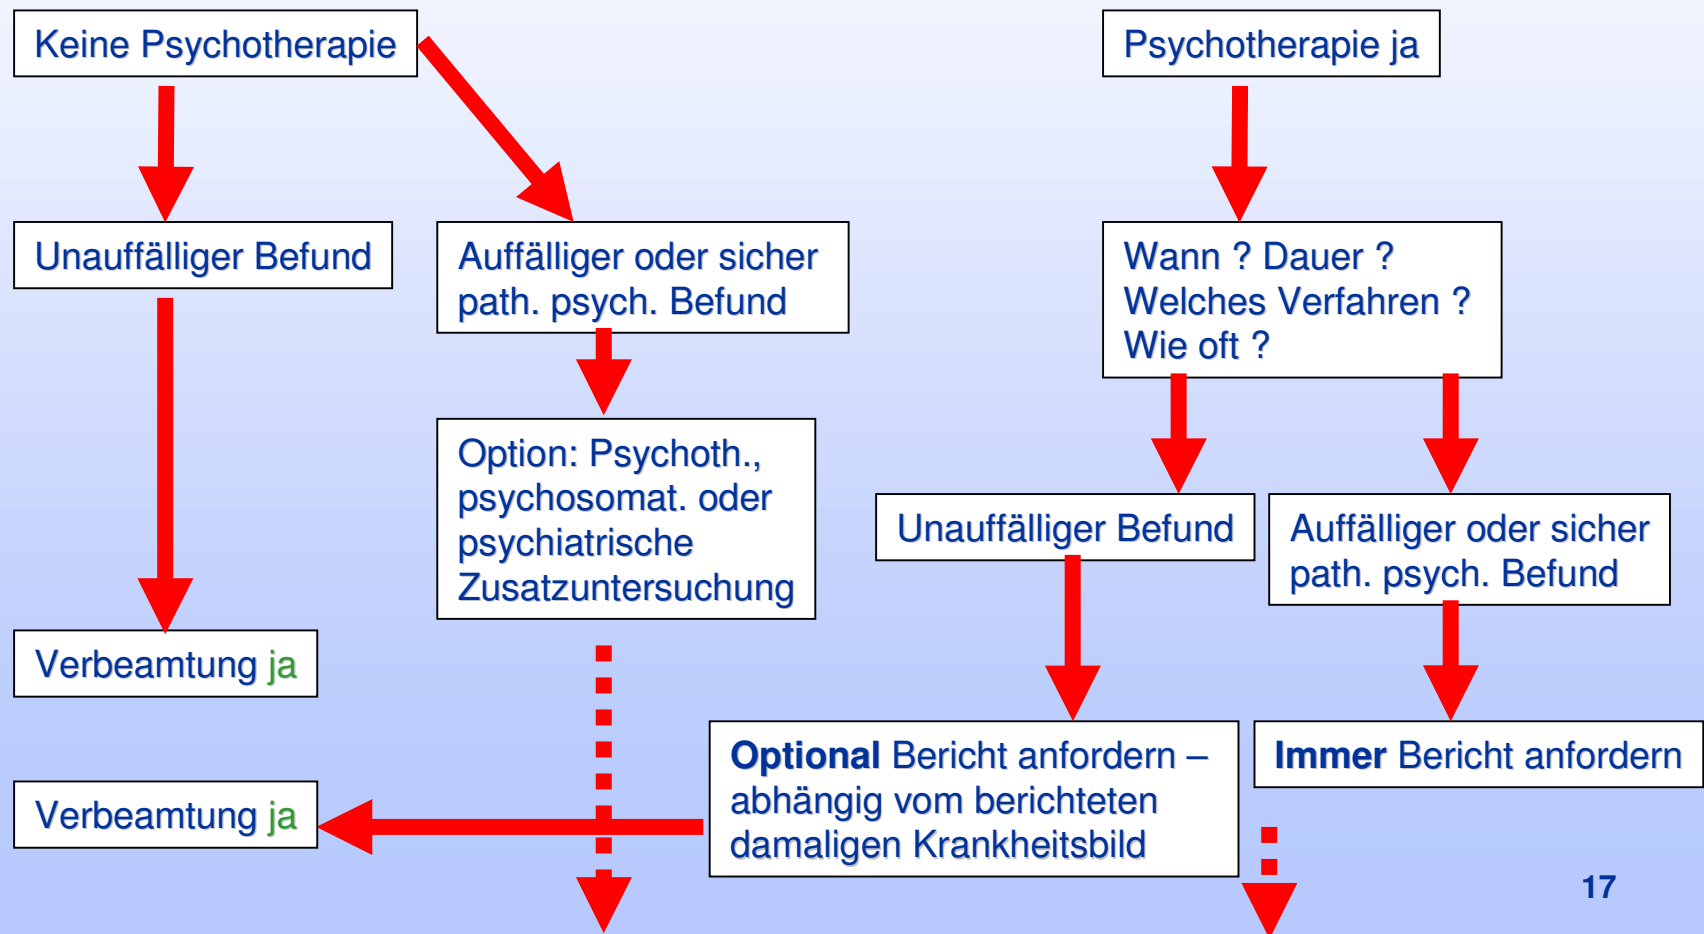 Keine Psychotherapie
Psychotherapie ja
Unauffälliger Befund
Auffälliger oder sicher
path. psych. Befund
Wann ? Dauer ?
Welches Verfahren ?
Wie oft ?
Option: Psychoth.,
psychosomat. oder
psychiatrische
Zusatzuntersuchung
Unauffälliger Befund
Auffälliger oder sicher
path. psych. Befund
Verbeamtung ja
Optional Bericht anfordern –
abhängig vom berichteten
damaligen Krankheitsbild
Immer Bericht anfordern
Verbeamtung ja
17